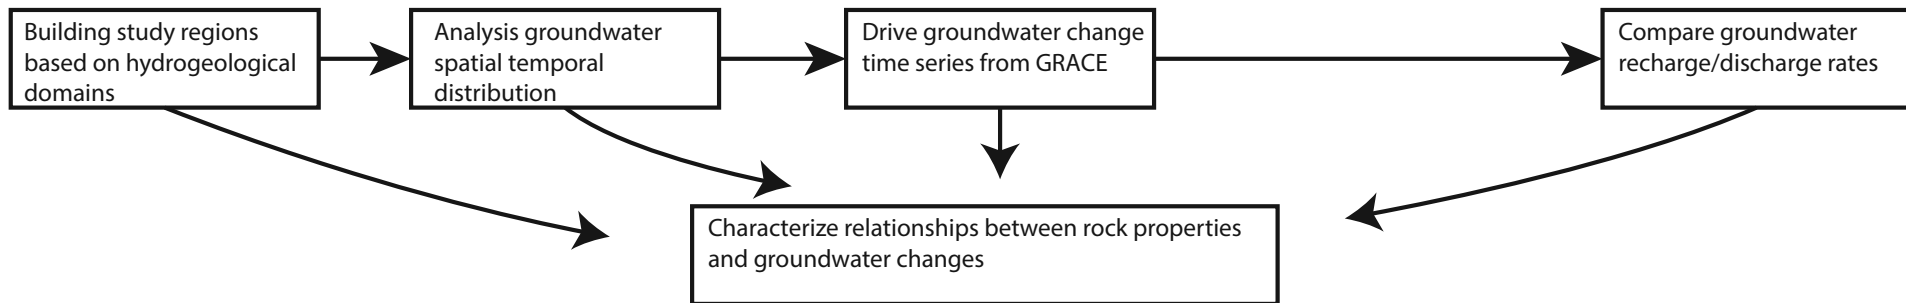 Building study regions
based on hydrogeological
domains
Analysis groundwater
spatial temporal
distribution
Drive groundwater change
time series from GRACE
Compare groundwater
recharge/discharge rates
Characterize relationships between rock properties
and groundwater changes